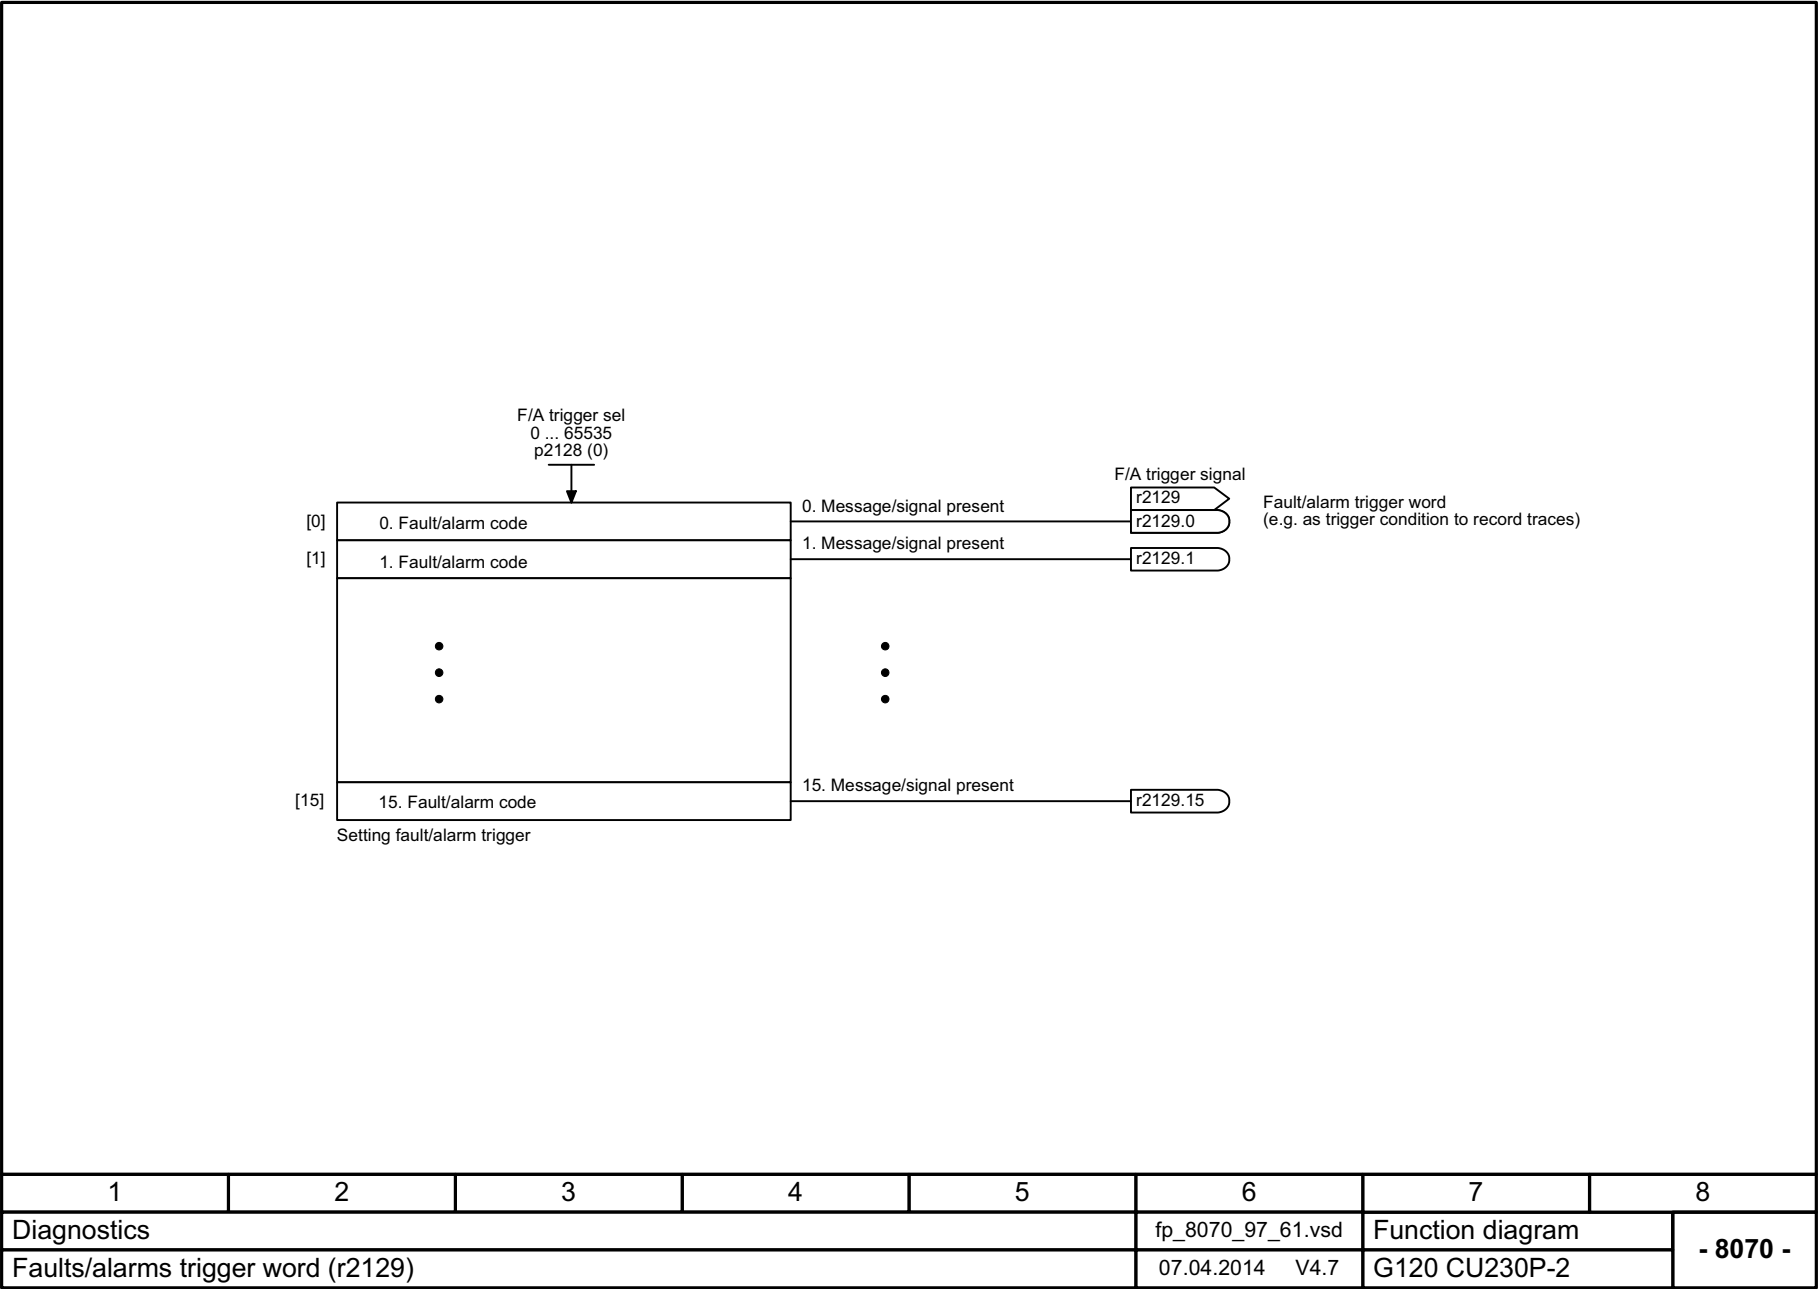 F/A trigger sel
0 ... 65535
p2128 (0)
F/A trigger signal
r2129
Fault/alarm trigger word
0. Message/signal present
[0]
0. Fault/alarm code
r2129.0
(e.g. as trigger condition to record traces)
1. Message/signal present
[1]
1. Fault/alarm code
r2129.1
15. Message/signal present
[15]
15. Fault/alarm code
r2129.15
Setting fault/alarm trigger
1 2 3 4 5 6 7 8
Diagnostics
fp_8070_97_61.vsd
Function diagram
- 8070 -
Faults/alarms trigger word (r2129)
07.04.2014 V4.7
G120 CU230P-2